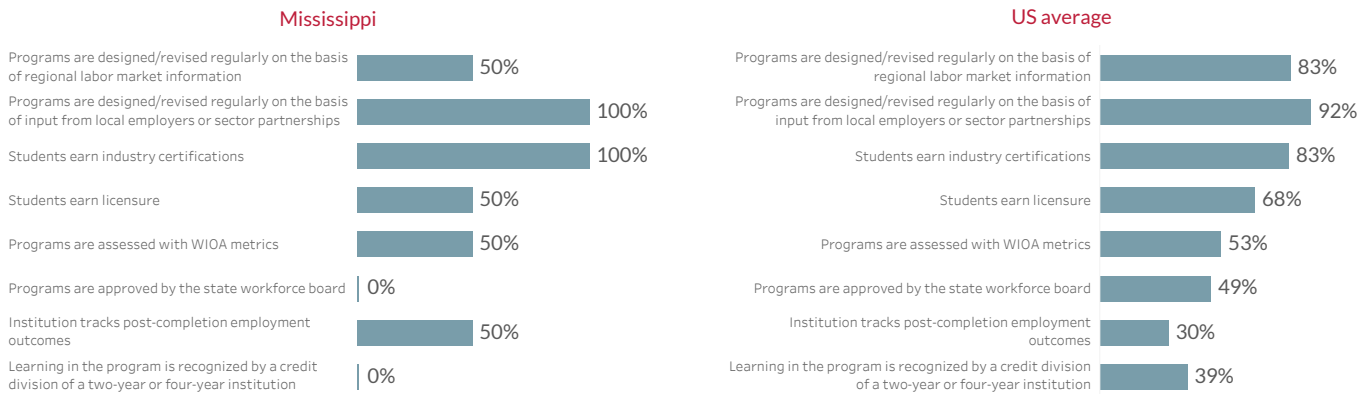 Mississippi
Programs are designed/revised regularly on the basis
of regional labor market information
50%
Programs are designed/revised regularly on the basis
of input from local employers or sector partnerships
100%
Students earn industry certifications
100%
Students earn licensure
50%
Programs are assessed with WIOA metrics
50%
Programs are approved by the state workforce board
0%
Institution tracks post-completion employment
outcomes
50%
Learning in the program is recognized by a credit
division of a two-year or four-year institution
0%
US average
Programs are designed/revised regularly on the basis of
regional labor market information
83%
Programs are designed/revised regularly on the basis of
input from local employers or sector partnerships
92%
Students earn industry certifications
83%
Students earn licensure
68%
Programs are assessed with WIOA metrics
53%
Programs are approved by the state workforce board
49%
Institution tracks post-completion employment
outcomes
30%
Learning in the program is recognized by a credit division
of a two-year or four-year institution
39%